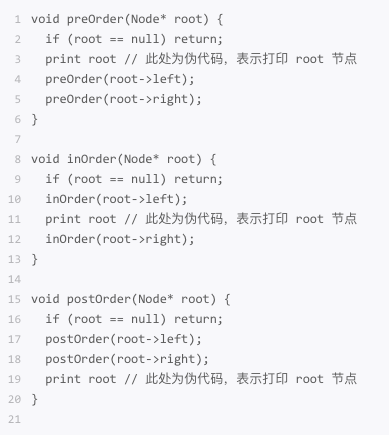 1 void preOrder(Node* root) {
2   if (root == null) return;
3   print root // 此处为伪代码，表示打印 root 节点
4   preOrder(root->left);
5   preOrder(root->right);
6 }
7
8 void inOrder(Node* root) {
9   if (root == null) return;
10   inOrder(root->left);
11   print root // 此处为伪代码，表示打印 root 节点
12   inOrder(root->right);
13 }
14
15 void postOrder(Node* root) {
16   if (root == null) return;
17   postOrder(root->left);
18   postOrder(root->right);
19   print root // 此处为伪代码，表示打印 root 节点
20 }
21